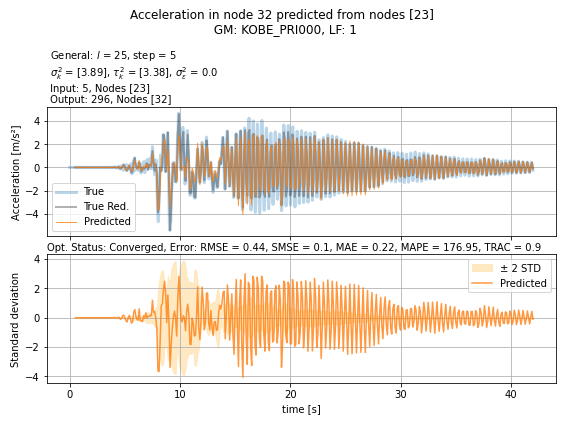 Acceleration in node 32 predicted from nodes [23]
GM: KOBE_PRI000, LF: 1
General: l = 25, step = 5
σ²ₖ = [3.89], τ²ₖ = [3.38], σ²ᵣ = 0.0
Input: 5, Nodes [23]
Output: 296, Nodes [32]
Acceleration [m/s²]
4
2
0
−2
−4
True
True Red.
Predicted
Opt. Status: Converged, Error: RMSE = 0.44, SMSE = 0.1, MAE = 0.22, MAPE = 176.95, TRAC = 0.9
Standard deviation
4
2
0
−2
−4
± 2 STD
Predicted
0
10
20
30
40
time [s]